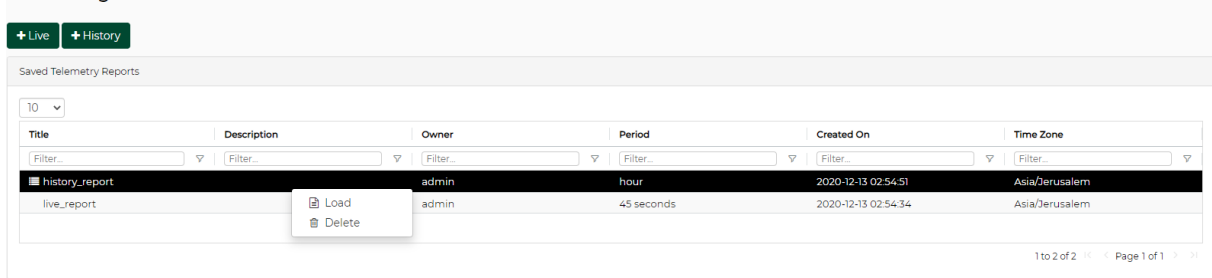 + Live + History
Saved Telemetry Reports
10
Title Description Owner Period Created On Time Zone
Filter... Filter... Filter... Filter... Filter... Filter...
history_report admin hour 2020-12-13 02:54:51 Asia/Jerusalem
live_report admin 45 seconds 2020-12-13 02:54:34 Asia/Jerusalem
Load
Delete
1 to 2 of 2 Page 1 of 1